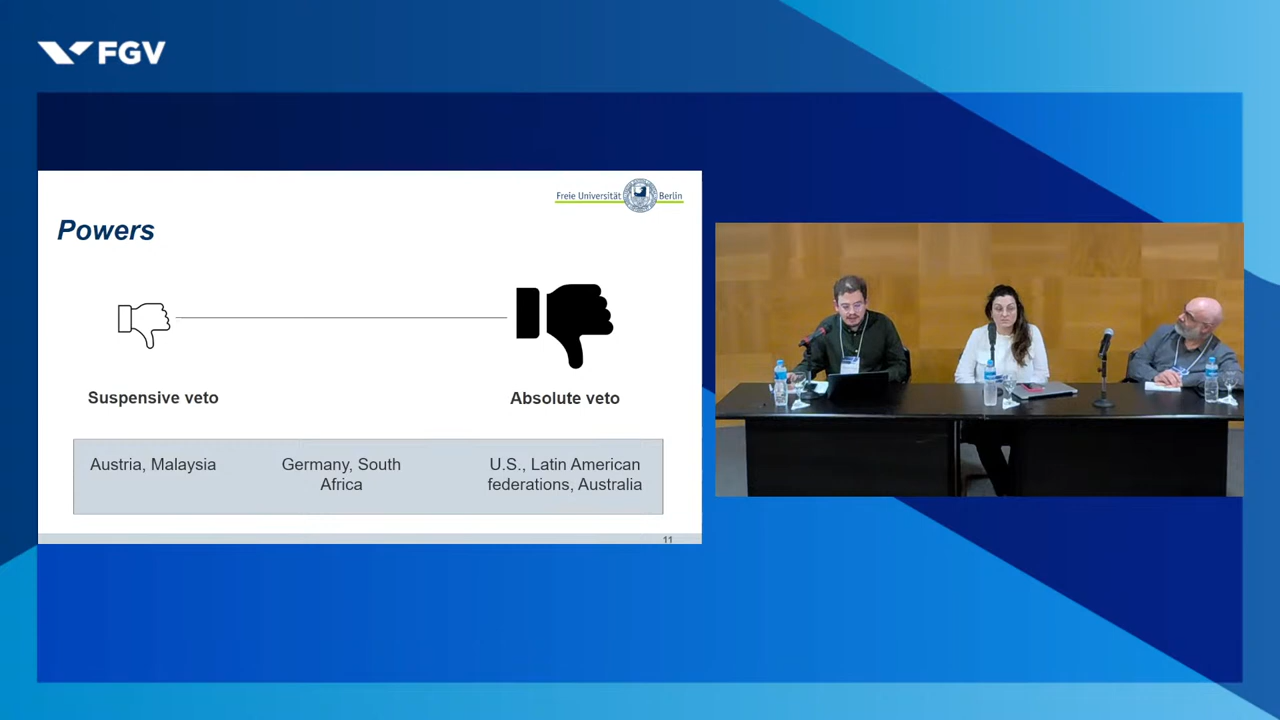 FGV
Freie Universität Berlin
Powers
Suspensive veto
Absolute veto
Austria, Malaysia
Germany, South
Africa
U.S., Latin American
federations, Australia
11